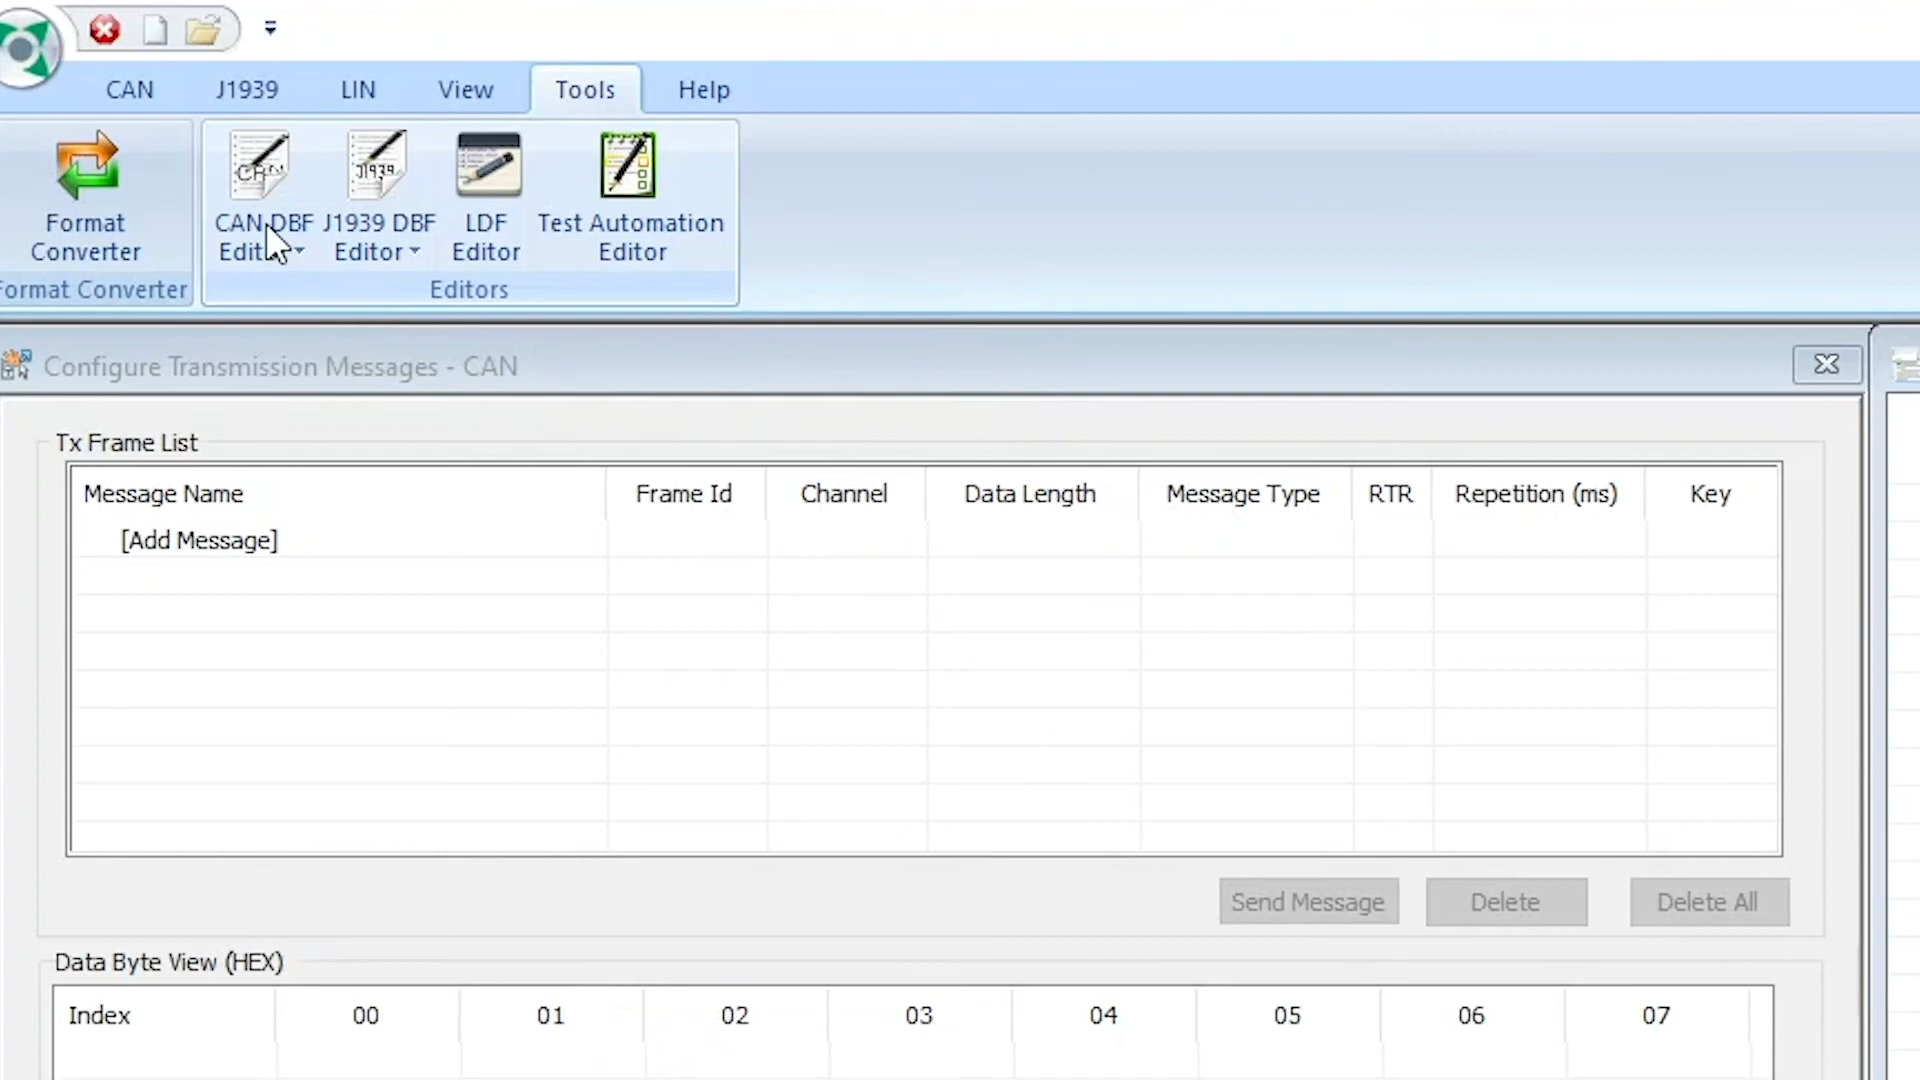 CAN J1939 LIN View Tools Help
CAN J1939
Format Converter
CAN DBF Editor
J1939 DBF Editor
LDF Editor
Test Automation Editor
Format Converter Editors
Configure Transmission Messages - CAN
Tx Frame List
Message Name Frame Id Channel Data Length Message Type RTR Repetition (ms) Key
[Add Message]
Send Message Delete Delete All
Data Byte View (HEX)
Index 00 01 02 03 04 05 06 07